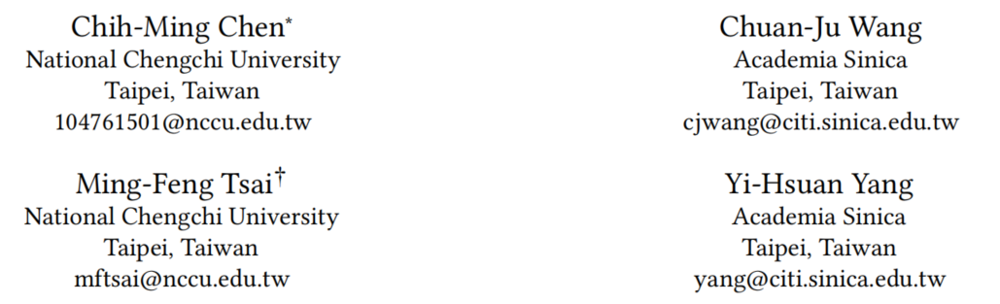 Chih-Ming Chen*
National Chengchi University
Taipei, Taiwan
104761501@nccu.edu.tw
Chuan-Ju Wang
Academia Sinica
Taipei, Taiwan
cjwang@citi.sinica.edu.tw
Ming-Feng Tsai†
National Chengchi University
Taipei, Taiwan
mftsai@nccu.edu.tw
Yi-Hsuan Yang
Academia Sinica
Taipei, Taiwan
yang@citi.sinica.edu.tw